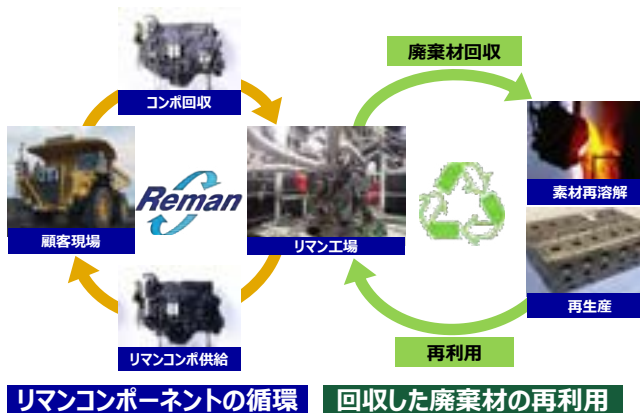 コンポ回収
顧客現場
Reman
リマン工場
リマンコンポ供給
廃棄材回収
素材再溶解
再生産
再利用
リマンコンポーネントの循環
回収した廃棄材の再利用